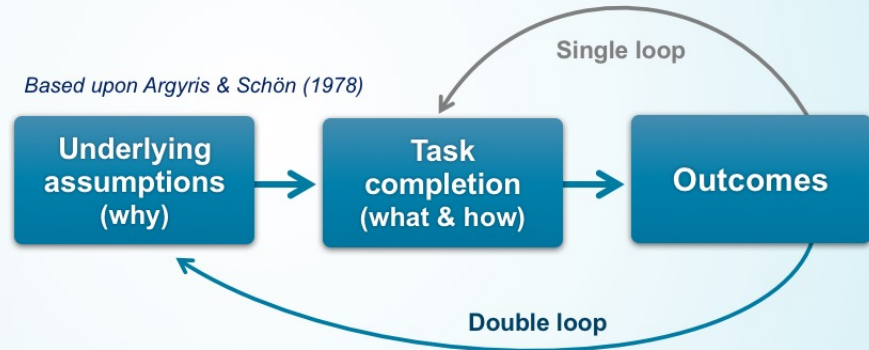 Single loop
Based upon Argyris & Schön (1978)
Underlying
assumptions
(why)
Task
completion
(what & how)
Outcomes
Double loop